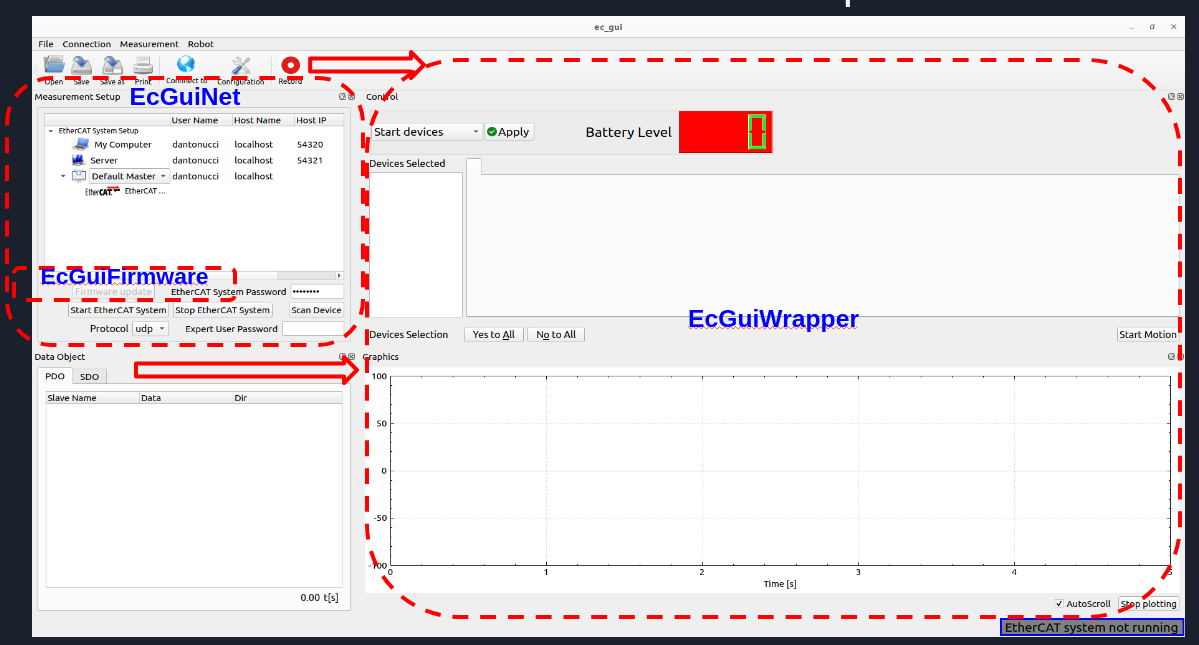 ec_gui
File Connection Measurement Robot
Open Save Save as Print Connect to Configuration Record
Measurement Setup EcGuiNet
User Name Host Name Host IP
EtherCAT System Setup
My Computer dantonucci localhost 54320
Server dantonucci localhost 54321
Default Master dantonucci localhost
EtherCAT EtherCAT ...
EcGuiFirmware
Firmware update EtherCAT System Password ••••••••
Start EtherCAT System Stop EtherCAT System Scan Device
Protocol udp Expert User Password
Control
Start devices Apply Battery Level 0
Devices Selected
EcGuiWrapper
Devices Selection Yes to All No to All Start Motion
Data Object
PDO SDO
Slave Name Data Dir
0.00 t[s]
Graphics
100
50
0
-50
-100
0 1 2 3 4 5
Time [s]
AutoScroll Stop plotting
EtherCAT system not running